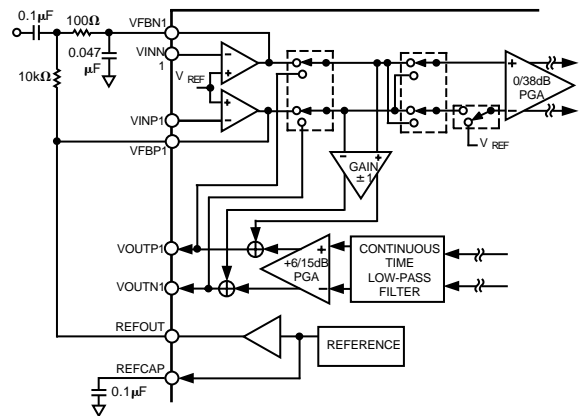 0.1μF
100Ω
VFBN1
0.047
μF
VINN
1
10kΩ
V REF
VINP1
VFBP1
0/38dB
PGA
V REF
GAIN
± 1
VOUTP1
+6/15dB
PGA
CONTINUOUS
TIME
LOW-PASS
FILTER
VOUTN1
REFOUT
REFERENCE
REFCAP
0.1μF